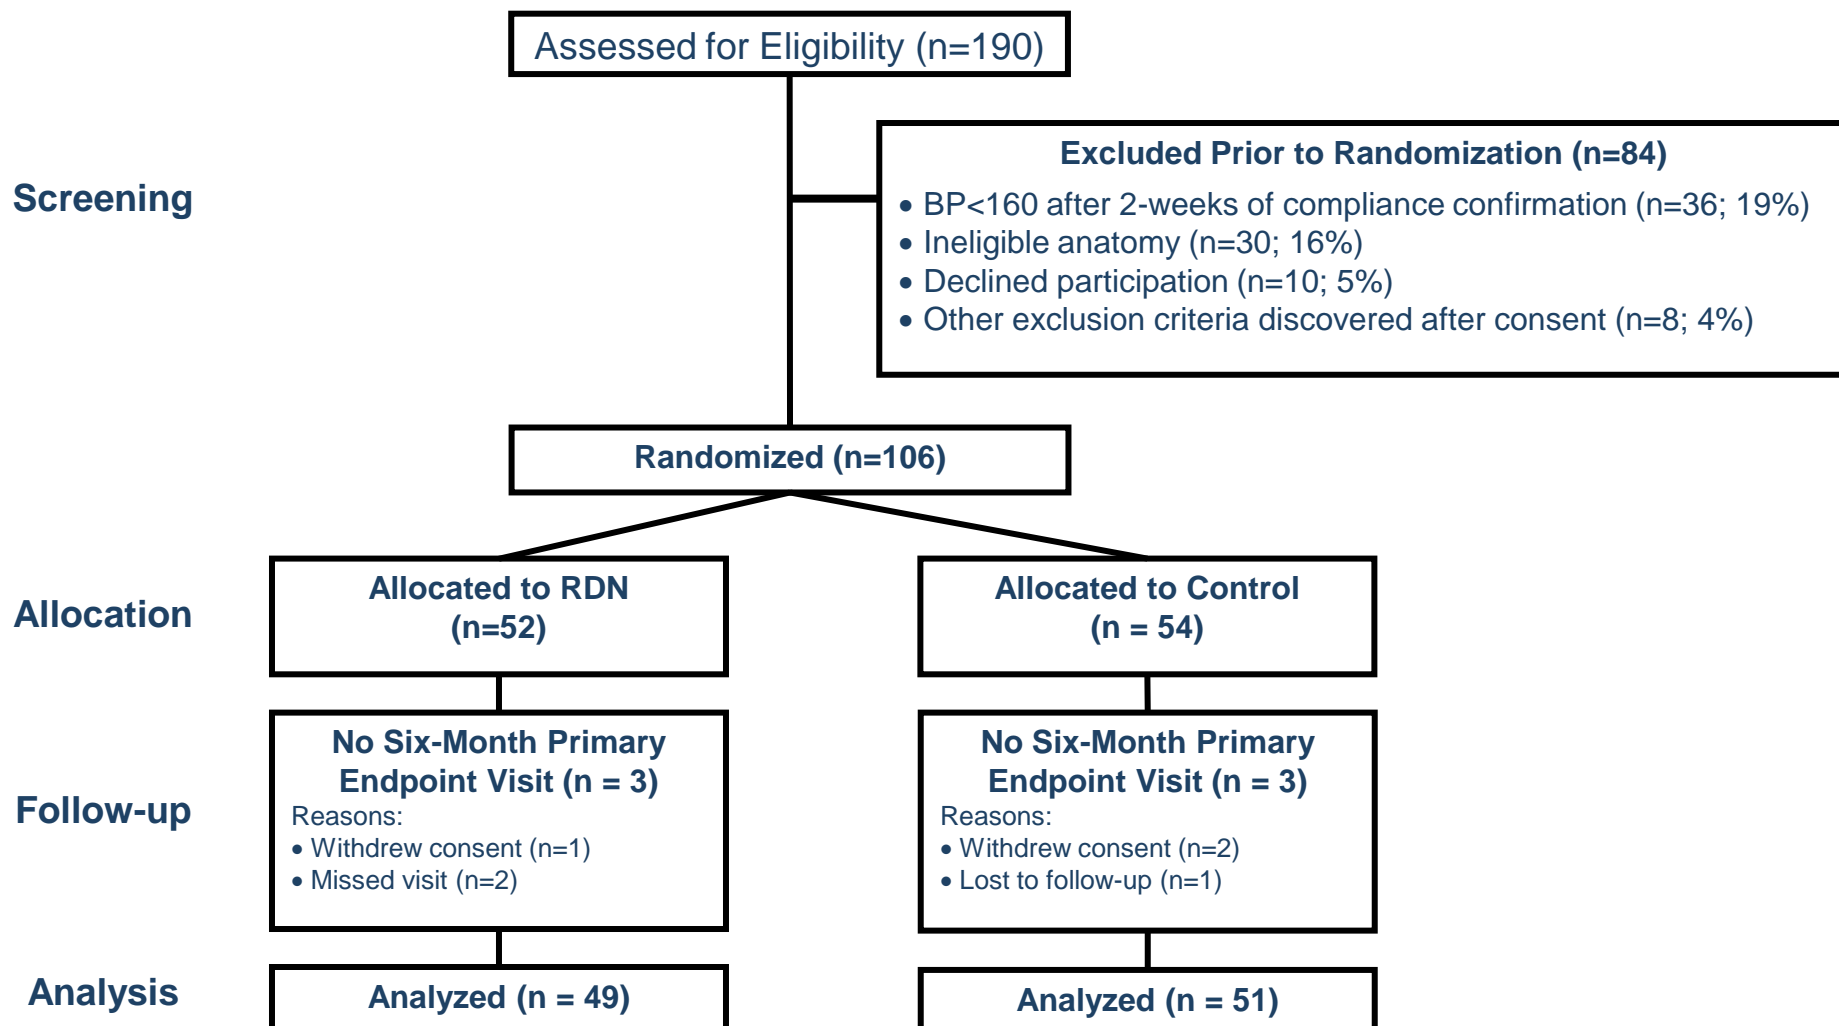 Assessed for Eligibility (n=190)
Screening
Excluded Prior to Randomization (n=84)
• BP<160 after 2-weeks of compliance confirmation (n=36; 19%)
• Ineligible anatomy (n=30; 16%)
• Declined participation (n=10; 5%)
• Other exclusion criteria discovered after consent (n=8; 4%)
Randomized (n=106)
Allocation
Allocated to RDN
(n=52)
Allocated to Control
(n = 54)
Follow-up
No Six-Month Primary
Endpoint Visit (n = 3)
Reasons:
• Withdrew consent (n=1)
• Missed visit (n=2)
No Six-Month Primary
Endpoint Visit (n = 3)
Reasons:
• Withdrew consent (n=2)
• Lost to follow-up (n=1)
Analysis
Analyzed (n = 49)
Analyzed (n = 51)